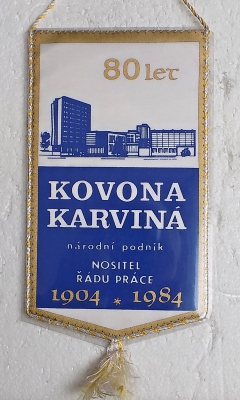 80 let
KOVONA
KARVINÁ
národní podnik
NOSITEL
ŘÁDU PRÁCE
1904 * 1984